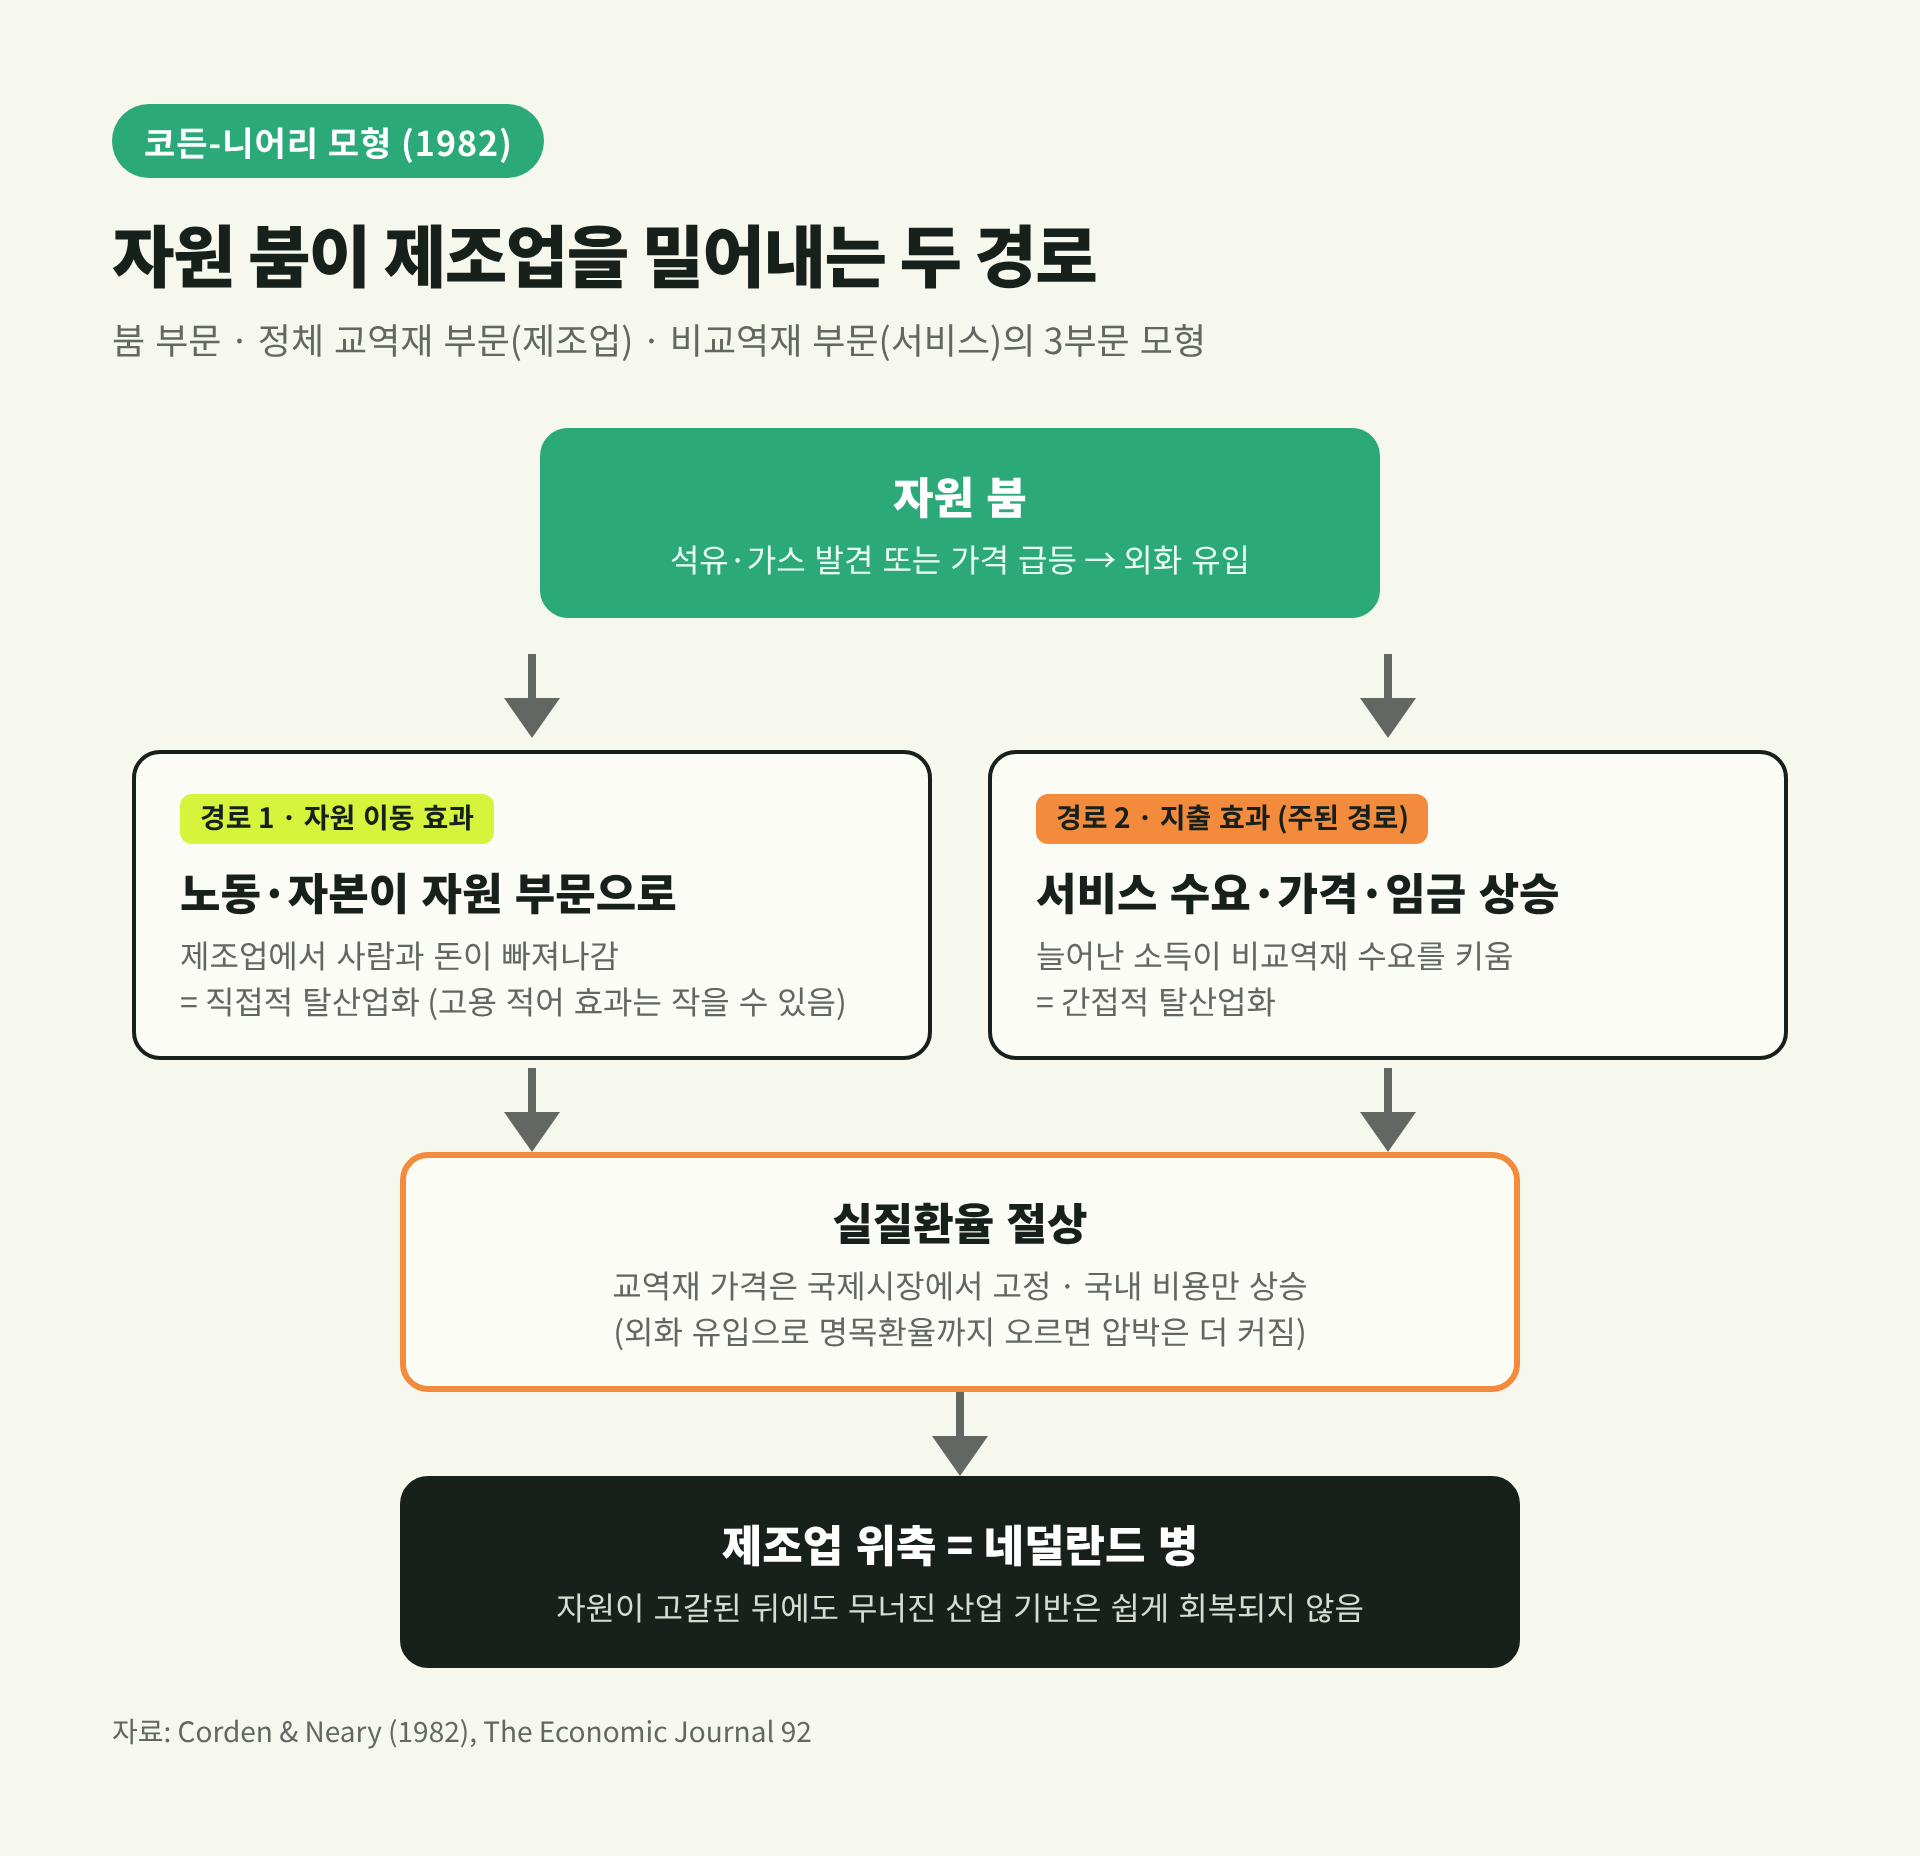 코든-니어리 모형 (1982)
자원 붐이 제조업을 밀어내는 두 경로
붐 부문 · 정체 교역재 부문(제조업) · 비교역재 부문(서비스)의 3부문 모형
자원 붐
석유·가스 발견 또는 가격 급등 → 외화 유입
경로 1 · 자원 이동 효과
노동·자본이 자원 부문으로
제조업에서 사람과 돈이 빠져나감
= 직접적 탈산업화 (고용 적어 효과는 작을 수 있음)
경로 2 · 지출 효과 (주된 경로)
서비스 수요·가격·임금 상승
늘어난 소득이 비교역재 수요를 키움
= 간접적 탈산업화
실질환율 절상
교역재 가격은 국제시장에서 고정 · 국내 비용만 상승
(외화 유입으로 명목환율까지 오르면 압박은 더 커짐)
제조업 위축 = 네덜란드 병
자원이 고갈된 뒤에도 무너진 산업 기반은 쉽게 회복되지 않음
자료: Corden & Neary (1982), The Economic Journal 92